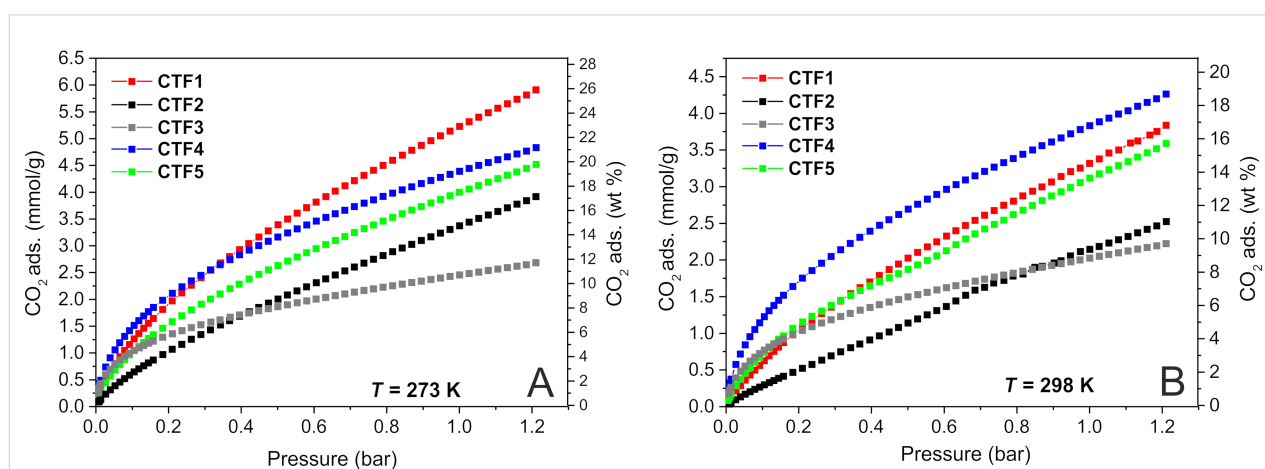 CO₂ ads. (mmol/g)
6.5
6.0
5.5
5.0
4.5
4.0
3.5
3.0
2.5
2.0
1.5
1.0
0.5
0.0
CTF1
CTF2
CTF3
CTF4
CTF5
T = 273 K
A
28
26
24
22
20
18
16
14
12
10
8
6
4
2
0
CO₂ ads. (wt %)
0.0 0.2 0.4 0.6 0.8 1.0 1.2
Pressure (bar)
CO₂ ads. (mmol/g)
4.5
4.0
3.5
3.0
2.5
2.0
1.5
1.0
0.5
0.0
CTF1
CTF2
CTF3
CTF4
CTF5
T = 298 K
B
20
18
16
14
12
10
8
6
4
2
0
CO₂ ads. (wt %)
0.0 0.2 0.4 0.6 0.8 1.0 1.2
Pressure (bar)